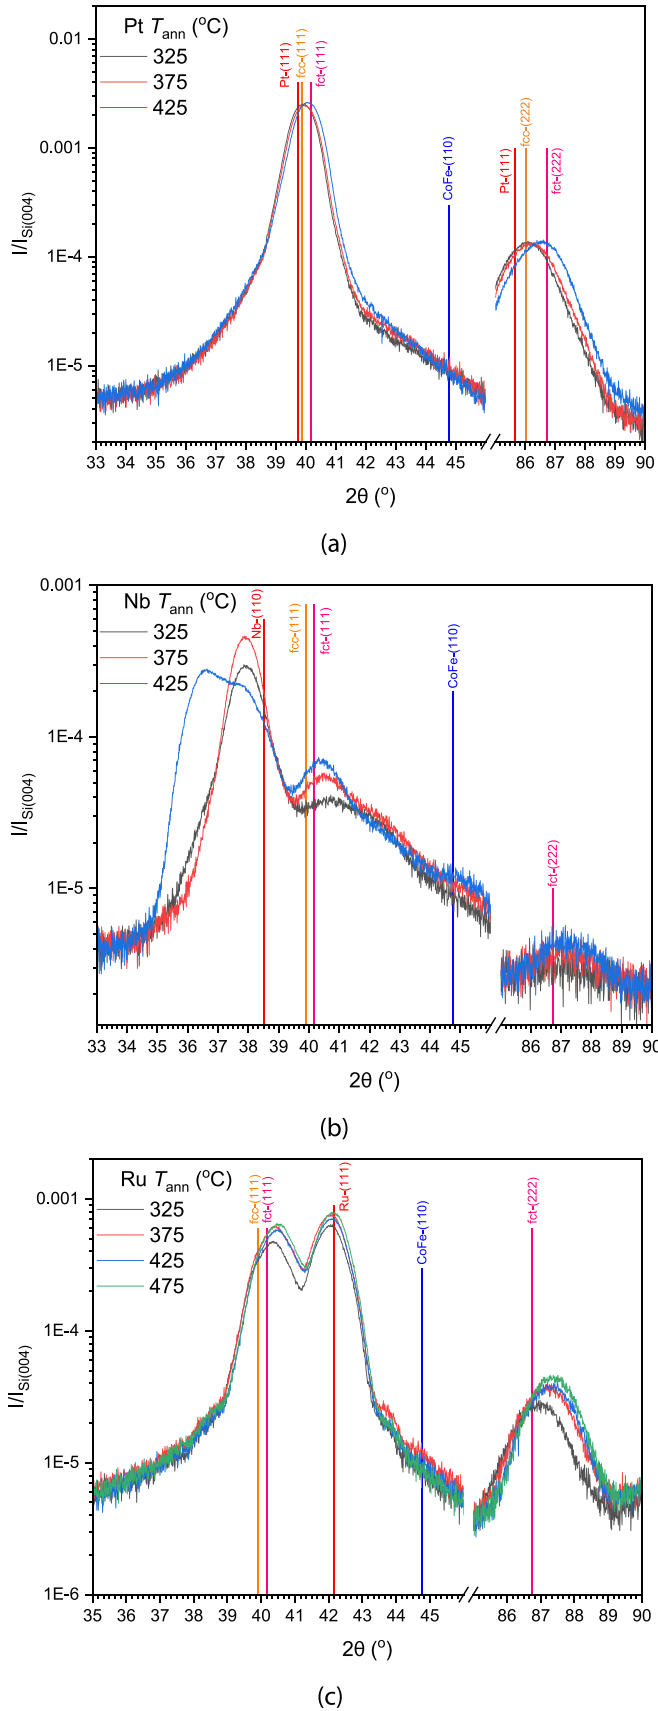 Pt T_ann (°C)
325
375
425
Pt-(111)
fcc-(111)
fct-(111)
CoFe-(110)
Pt-(111)
fcc-(222)
fct-(222)
0.01
0.001
1E-4
1E-5
I/I_Si(004)
33 34 35 36 37 38 39 40 41 42 43 44 45 86 87 88 89 90
2θ (°)
(a)
Nb T_ann (°C)
325
375
425
Nb-(110)
fcc-(111)
fct-(111)
CoFe-(110)
fct-(222)
0.001
1E-4
1E-5
I/I_Si(004)
33 34 35 36 37 38 39 40 41 42 43 44 45 86 87 88 89 90
2θ (°)
(b)
Ru T_ann (°C)
325
375
425
475
fcc-(111)
fct-(111)
Ru-(111)
CoFe-(110)
fct-(222)
0.001
1E-4
1E-5
1E-6
I/I_Si(004)
35 36 37 38 39 40 41 42 43 44 45 86 87 88 89 90
2θ (°)
(c)